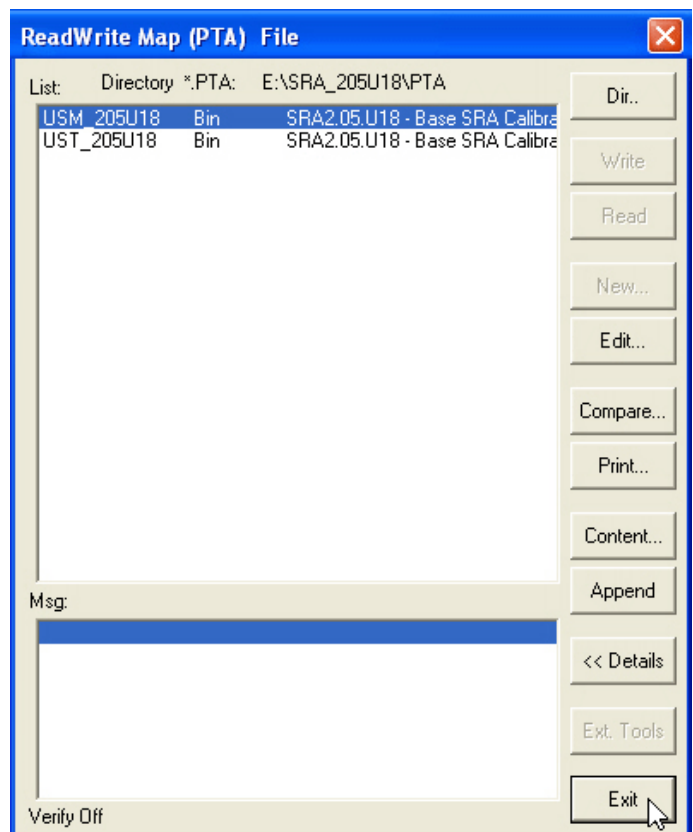 ReadWrite Map (PTA) File
List: Directory *.PTA: E:\SRA_205U18\PTA
USM_205U18 Bin SRA2.05.U18 - Base SRA Calibra
UST_205U18 Bin SRA2.05.U18 - Base SRA Calibra
Dir..
Write
Read
New...
Edit...
Compare...
Print...
Content...
Append
Msg:
<< Details
Ext. Tools
Exit
Verify Off